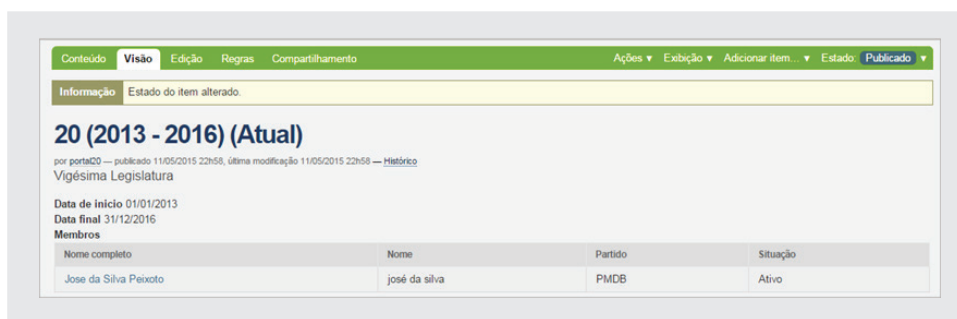 Conteúdo Visão Edição Regras Compartilhamento Ações ▼ Exibição ▼ Adicionar item... ▼ Estado: Publicado ▼
Informação Estado do item alterado.
20 (2013 - 2016) (Atual)
por portal20 — publicado 11/05/2015 22h58, última modificação 11/05/2015 22h58 — Histórico
Vigésima Legislatura
Data de inicio 01/01/2013
Data final 31/12/2016
Membros
Nome completo Nome Partido Situação
Jose da Silva Peixoto josé da silva PMDB Ativo